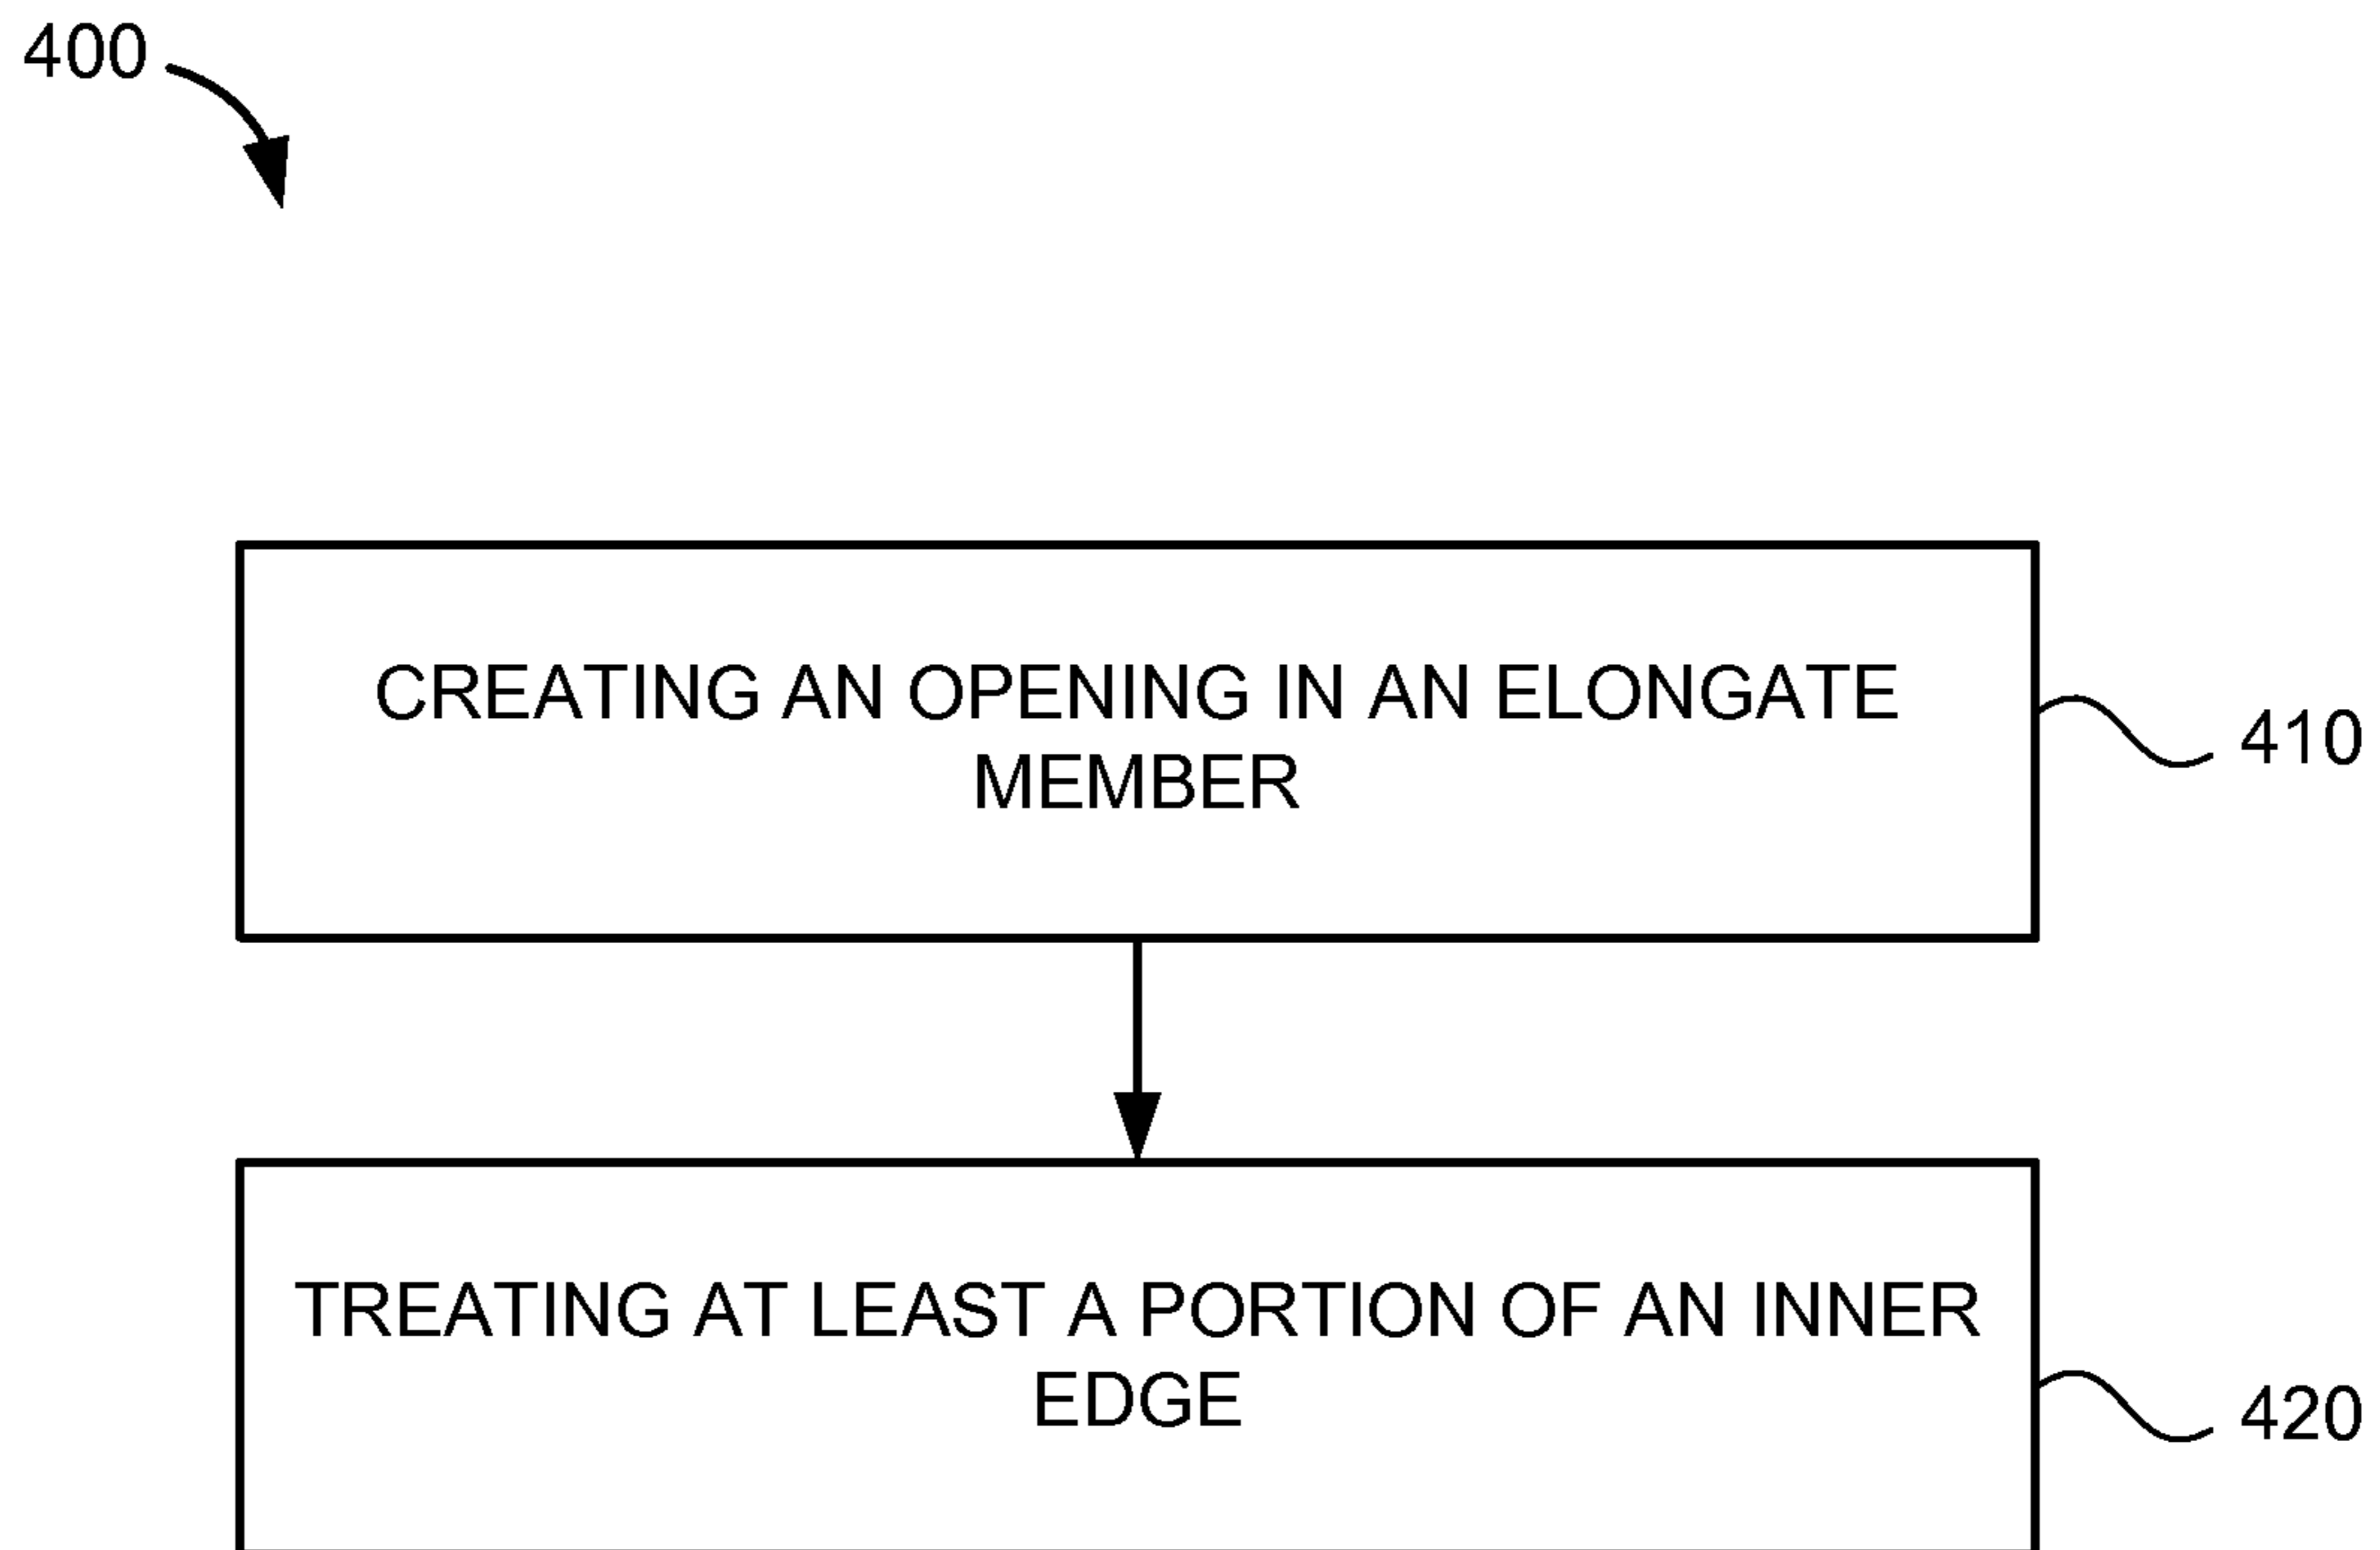 400
CREATING AN OPENING IN AN ELONGATE
MEMBER
410
TREATING AT LEAST A PORTION OF AN INNER
EDGE
420